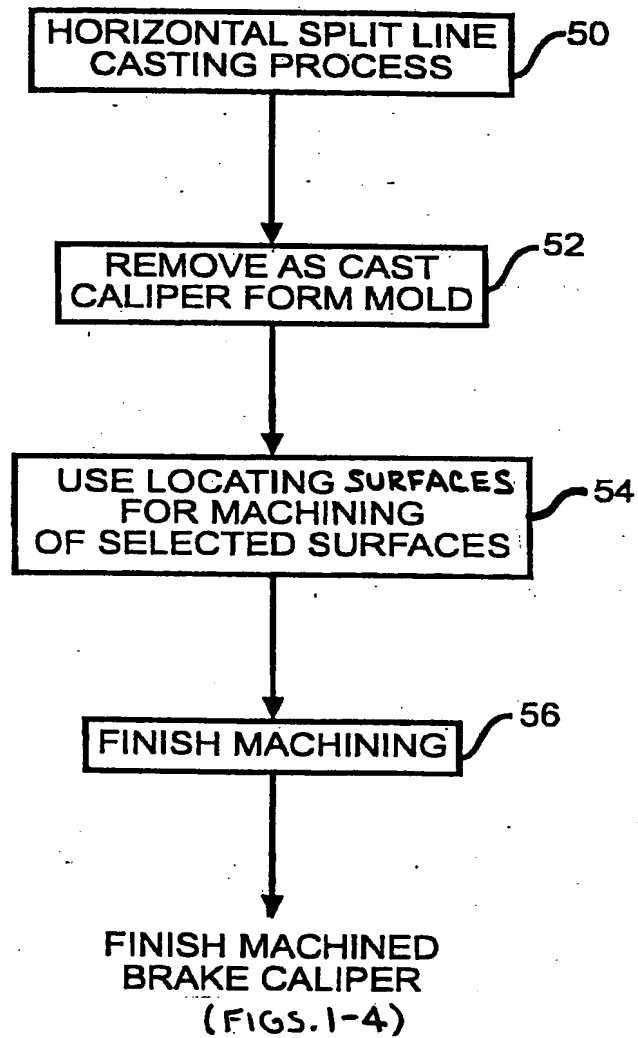 HORIZONTAL SPLIT LINE
CASTING PROCESS
50
REMOVE AS CAST
CALIPER FORM MOLD
52
USE LOCATING SURFACES
FOR MACHINING
OF SELECTED SURFACES
54
FINISH MACHINING
56
FINISH MACHINED
BRAKE CALIPER
(FIGS. 1-4)